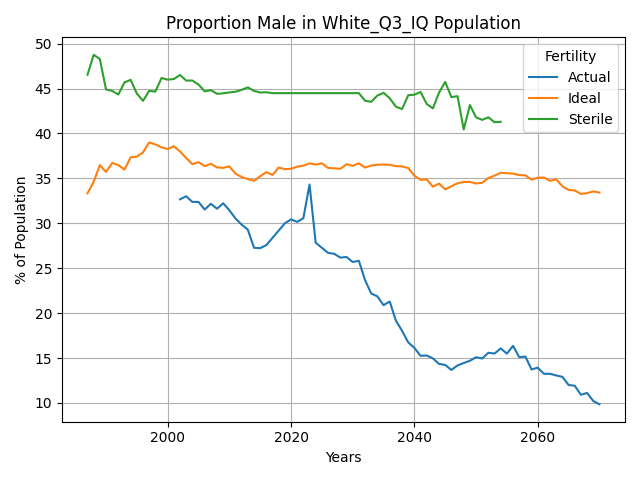 Proportion Male in White_Q3_IQ Population
% of Population
50
45
40
35
30
25
20
15
10
Fertility
Actual
Ideal
Sterile
2000 2020 2040 2060
Years